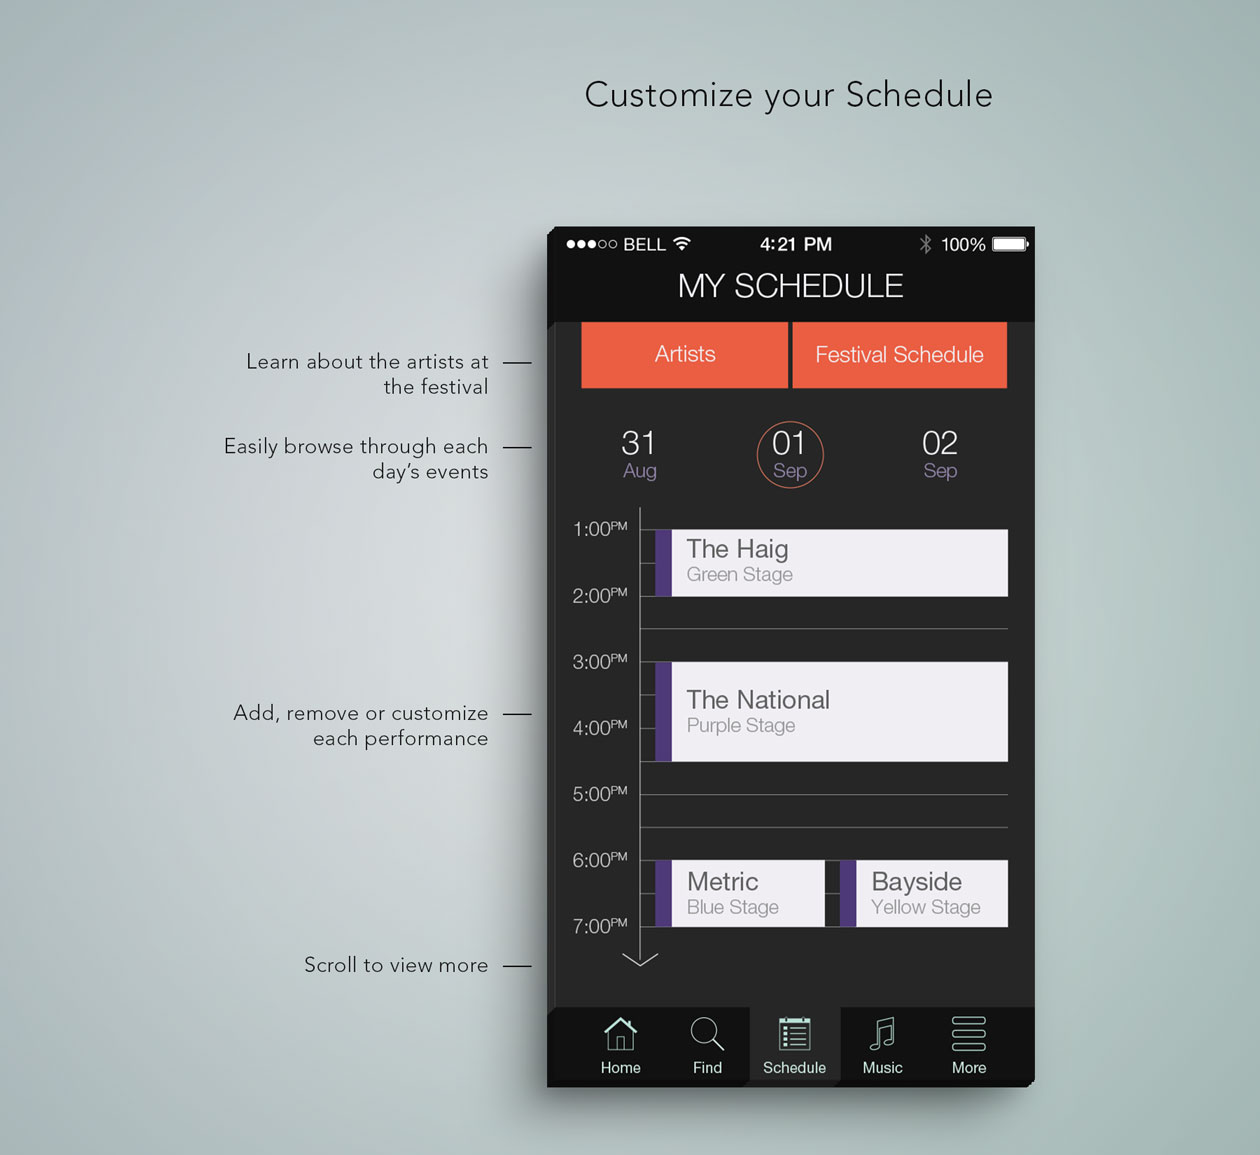 Customize your Schedule
BELL 4:21 PM 100%
MY SCHEDULE
Artists Festival Schedule
Learn about the artists at
the festival
Easily browse through each
day's events
31 01 02
Aug Sep Sep
1:00PM
The Haig
Green Stage
2:00PM
3:00PM
The National
Purple Stage
4:00PM
Add, remove or customize
each performance
5:00PM
6:00PM
Metric Bayside
Blue Stage Yellow Stage
7:00PM
Scroll to view more
Home Find Schedule Music More